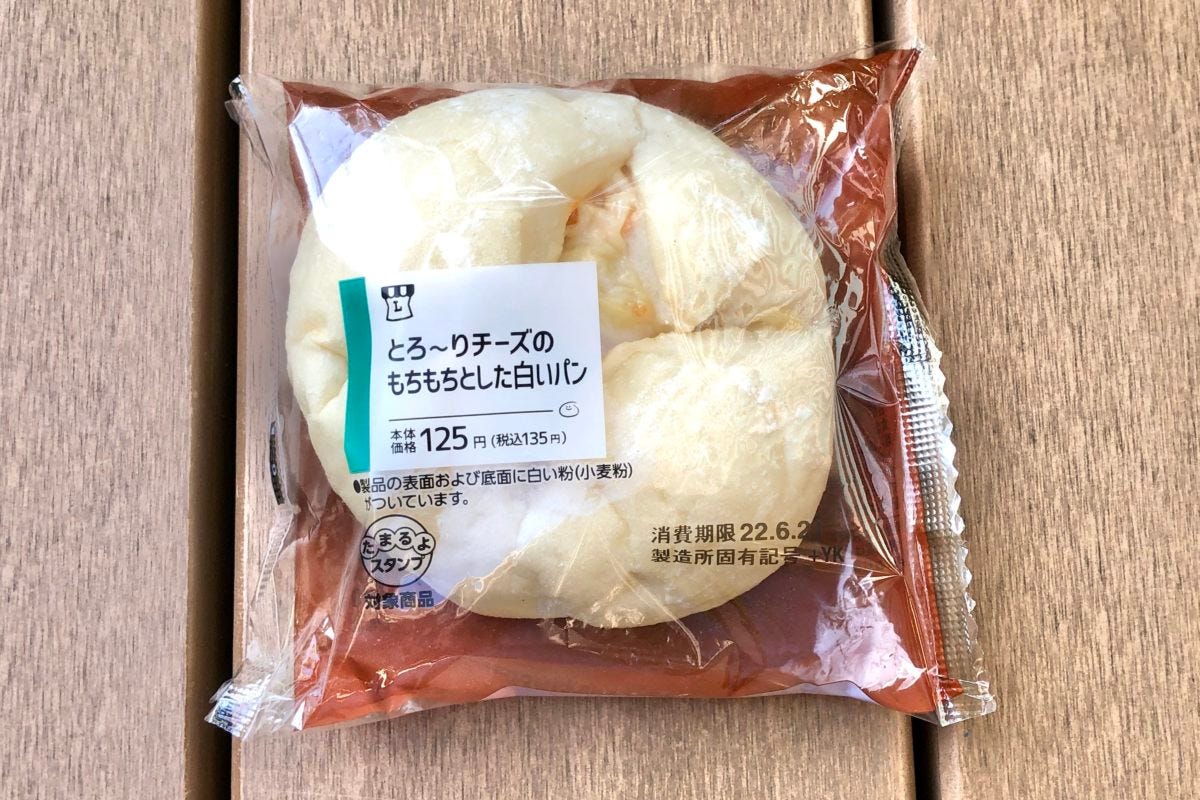 L
とろ~りチーズの
もちもちとした白いパン
本体価格 125円(税込135円)
●製品の表面および底面に白い粉(小麦粉)
がついています。
たまるよ
スタンプ
対象商品
消費期限 22.6.2
製造所固有記号 +YK